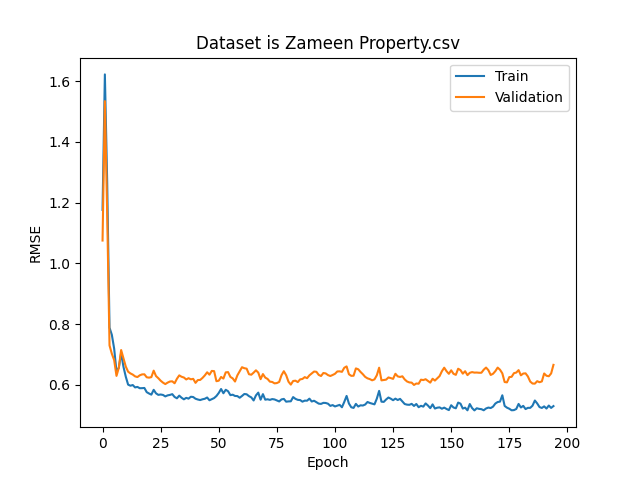 Dataset is Zameen Property.csv
Train
Validation
1.6
1.4
1.2
1.0
0.8
0.6
RMSE
0 25 50 75 100 125 150 175 200
Epoch